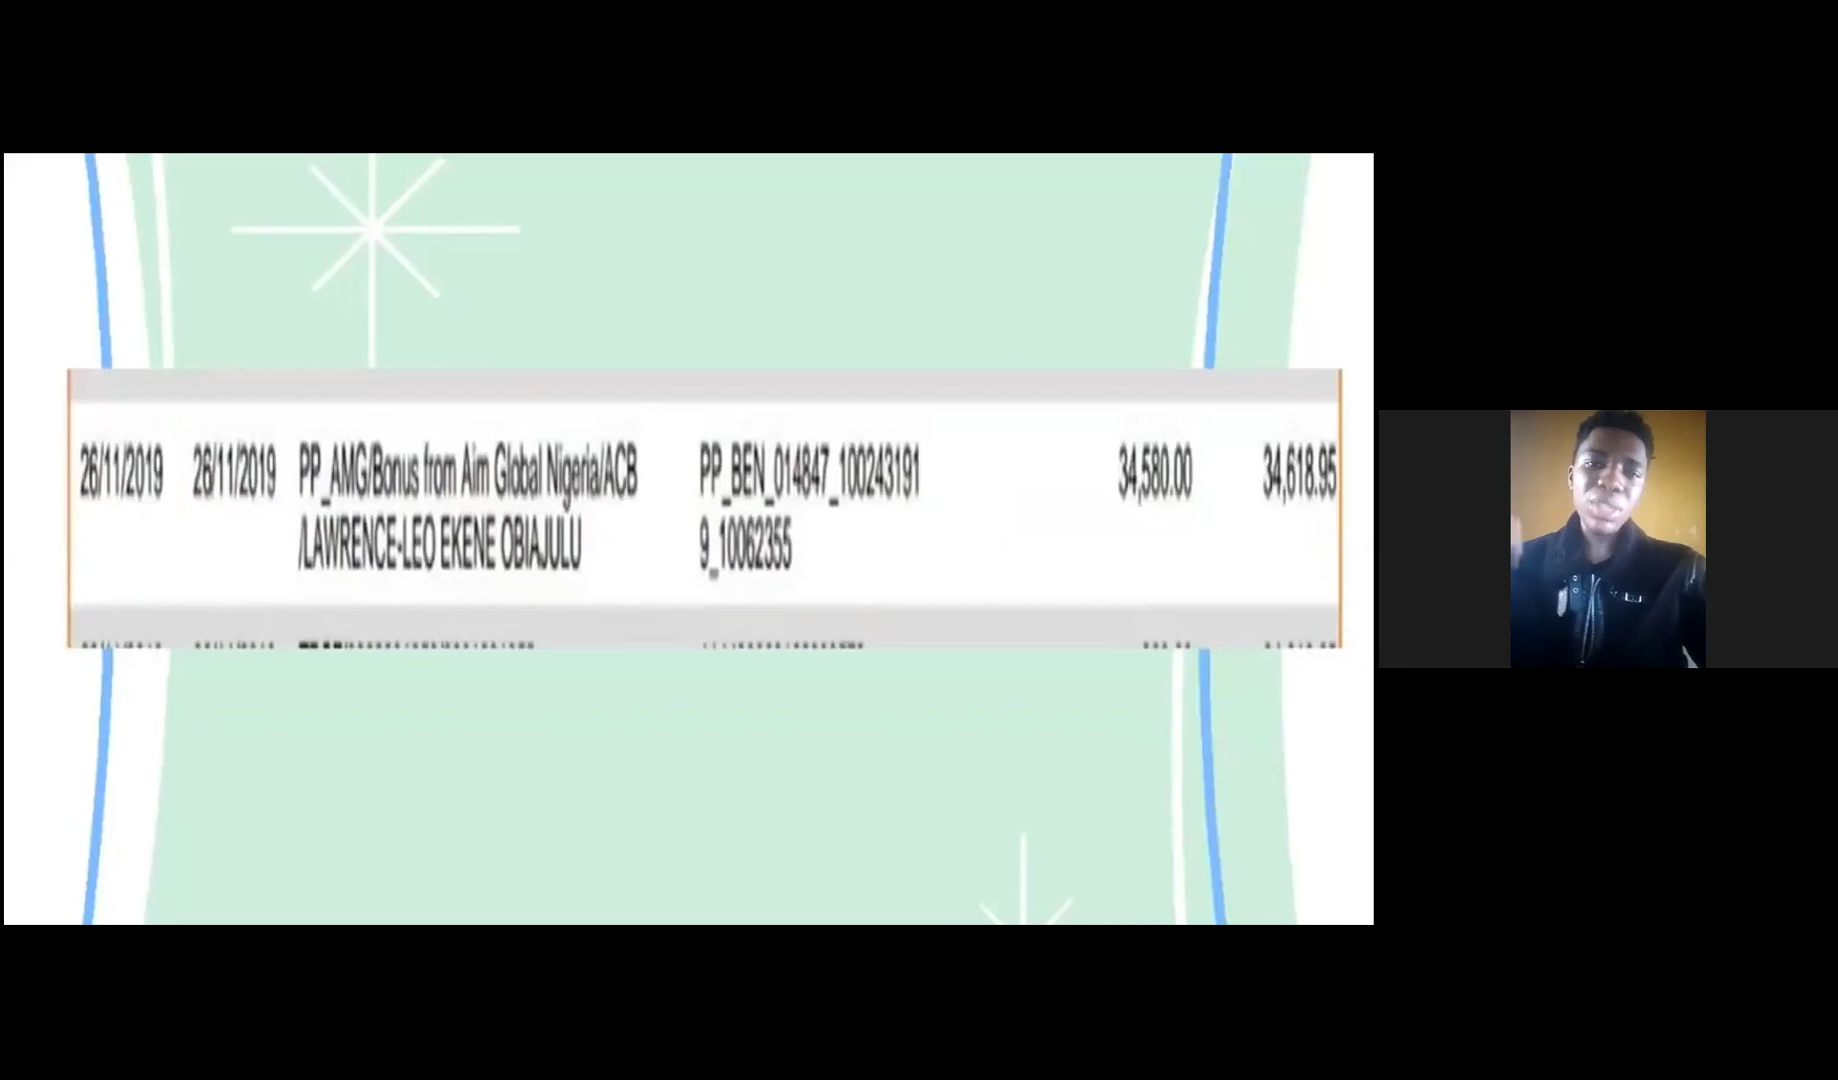 26/11/2019 26/11/2019 PP_AMG/Bonus from Aim Global Nigeria/ACB PP_BEN_014847_100243191 34,580.00 34,618.95
/LAWRENCE-LEO EKENE OBIAJULU 9_10062355